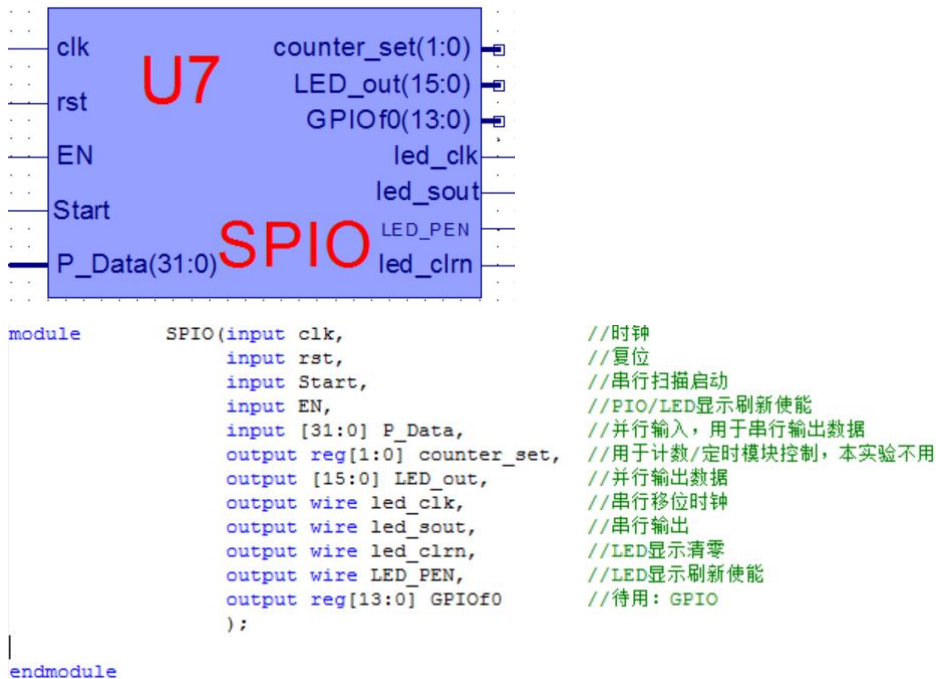 clk
U7
counter_set(1:0)
LED_out(15:0)
rst
GPIOf0(13:0)
EN
led_clk
led_sout
Start
LED_PEN
SPIO
P_Data(31:0)
led_clrn
module SPIO(input clk, //时钟
input rst, //复位
input Start, //串行扫描启动
input EN, //PIO/LED显示刷新使能
input [31:0] P_Data, //并行输入，用于串行输出数据
output reg[1:0] counter_set, //用于计数/定时模块控制，本实验不用
output [15:0] LED_out, //并行输出数据
output wire led_clk, //串行移位时钟
output wire led_sout, //串行输出
output wire led_clrn, //LED显示清零
output wire LED_PEN, //LED显示刷新使能
output reg[13:0] GPIOf0 //待用：GPIO
);
endmodule